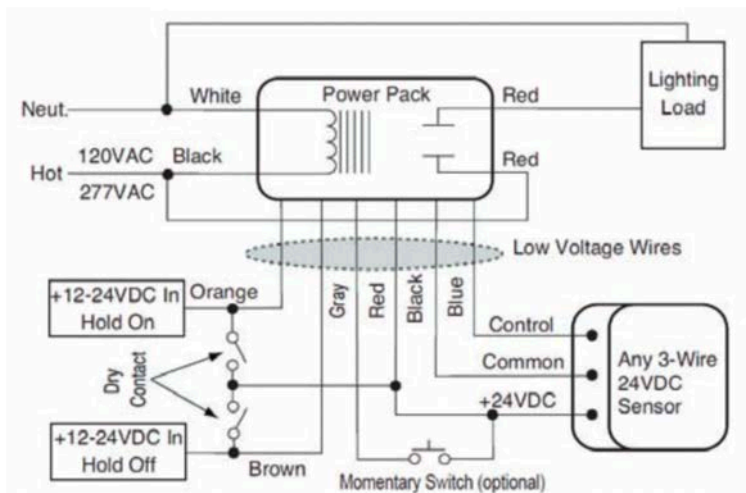 Neut.
White
Power Pack
Red
Lighting
Load
120VAC
Black
Hot
277VAC
Red
Low Voltage Wires
+12-24VDC In
Hold On
Orange
Gray
Red
Black
Blue
Control
Common
+24VDC
Any 3-Wire
24VDC
Sensor
Dry
Contact
+12-24VDC In
Hold Off
Brown
Momentary Switch (optional)